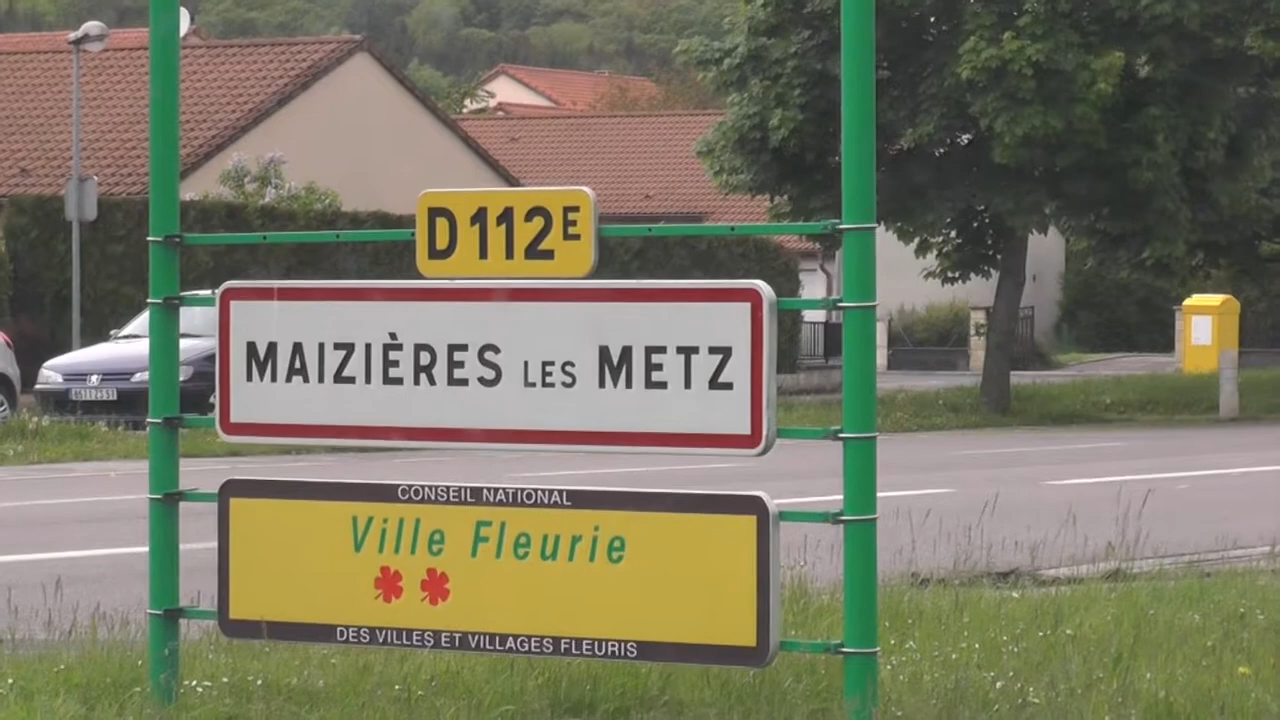 D112E
MAIZIÈRES LES METZ
CONSEIL NATIONAL
Ville Fleurie
DES VILLES ET VILLAGES FLEURIS